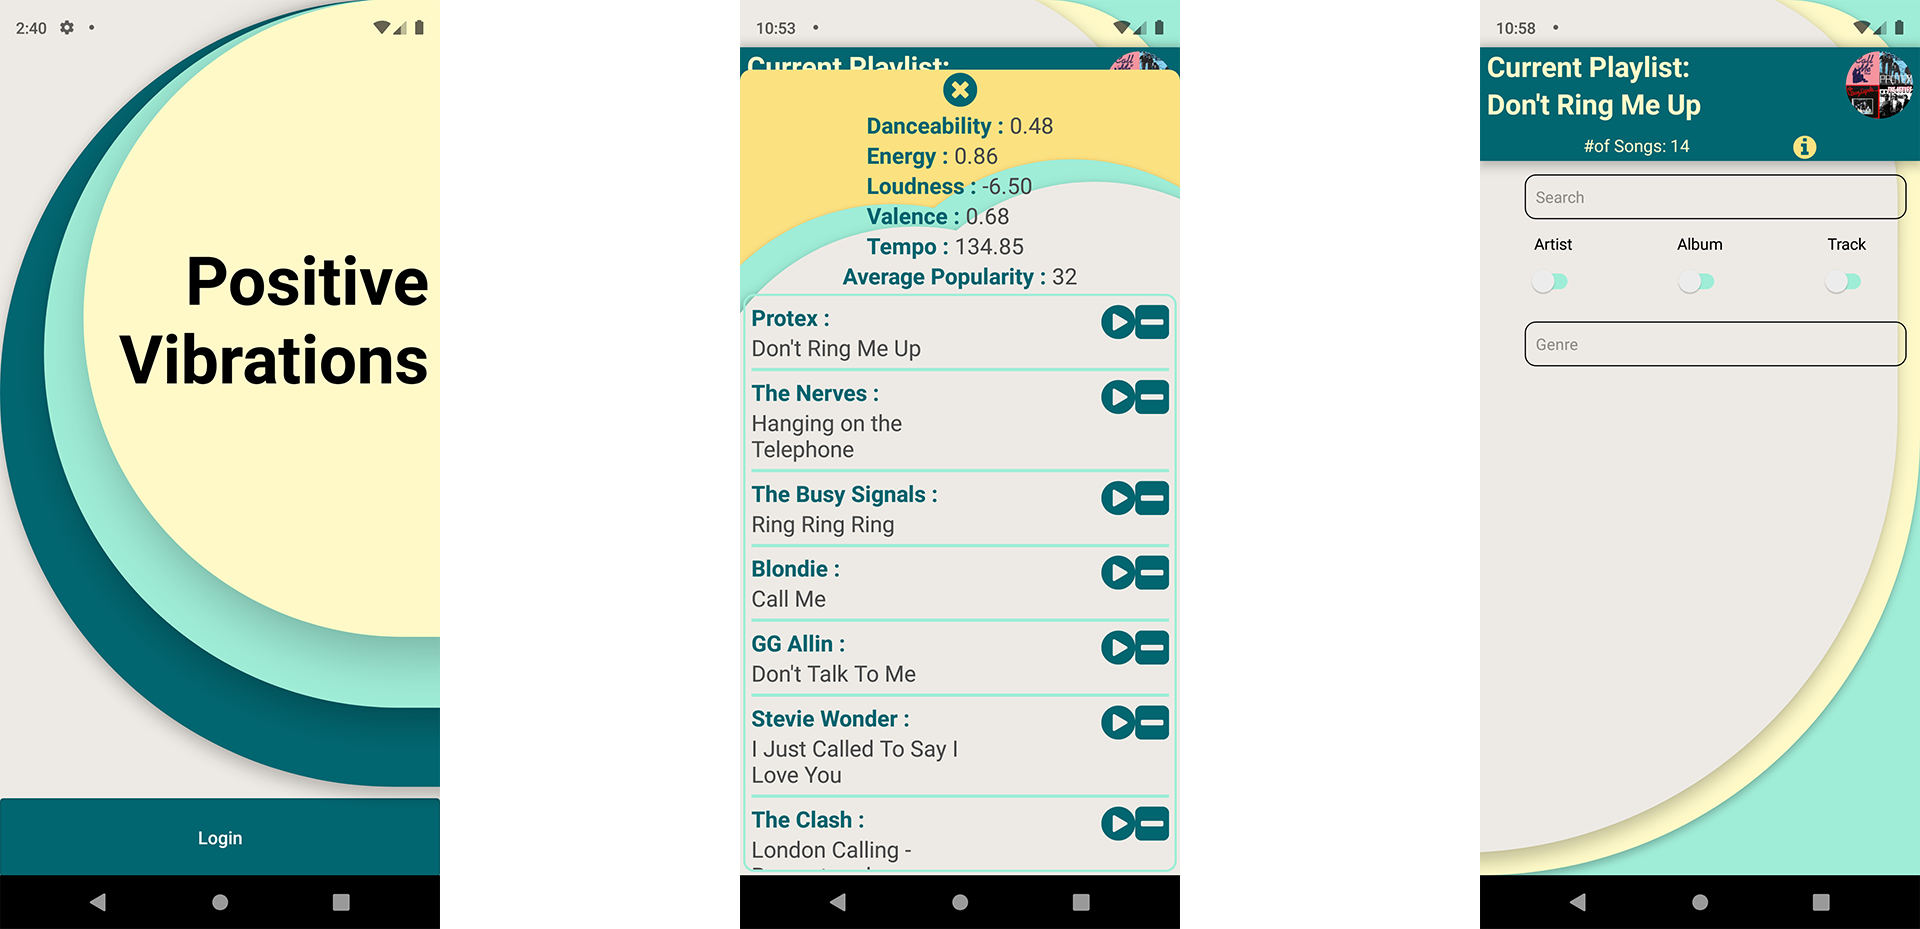 2:40
Positive
Vibrations
Login
10:53
Current Playlist:
Danceability : 0.48
Energy : 0.86
Loudness : -6.50
Valence : 0.68
Tempo : 134.85
Average Popularity : 32
Protex :
Don't Ring Me Up
The Nerves :
Hanging on the
Telephone
The Busy Signals :
Ring Ring Ring
Blondie :
Call Me
GG Allin :
Don't Talk To Me
Stevie Wonder :
I Just Called To Say I
Love You
The Clash :
London Calling -
10:58
Current Playlist:
Don't Ring Me Up
#of Songs: 14
Search
Artist Album Track
Genre